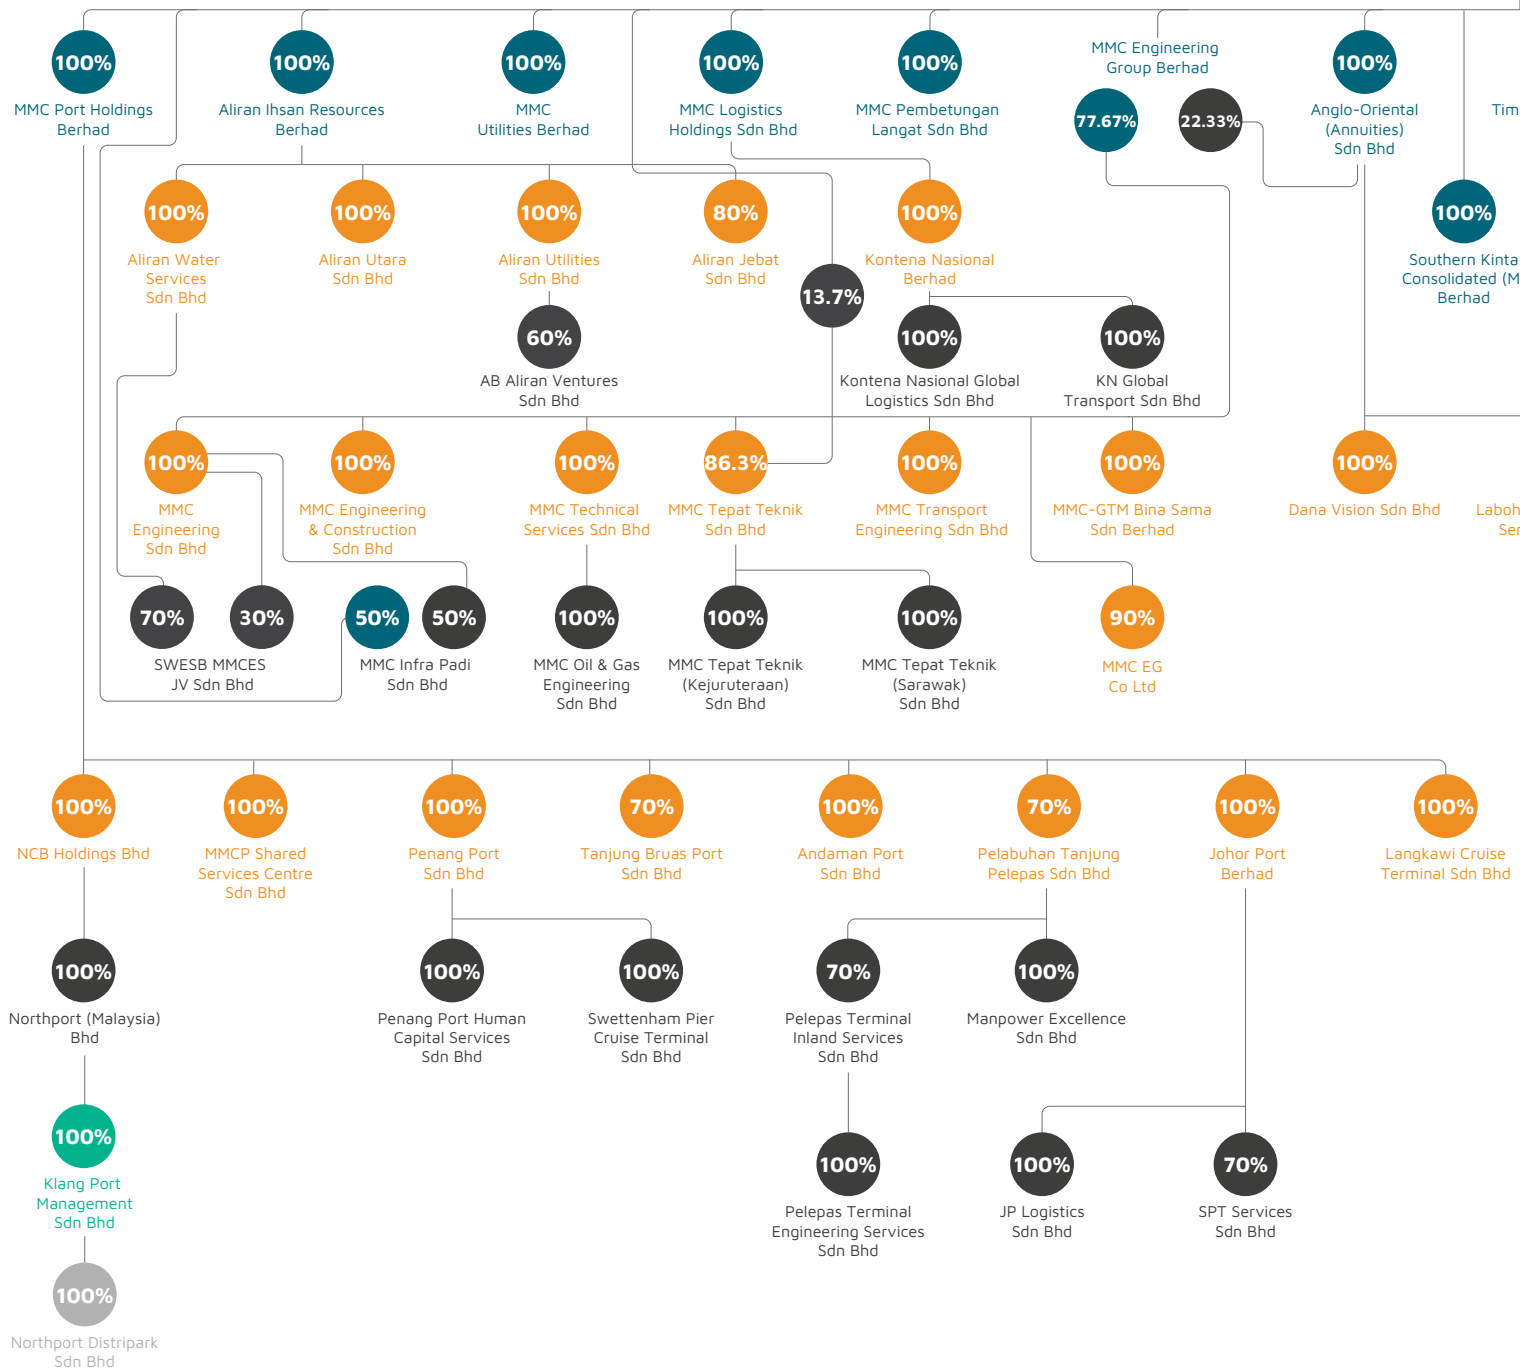 100%
MMC Port Holdings
Berhad
100%
Aliran Ihsan Resources
Berhad
100%
MMC
Utilities Berhad
100%
MMC Logistics
Holdings Sdn Bhd
100%
MMC Pembetungan
Langat Sdn Bhd
MMC Engineering
Group Berhad
77.67%
22.33%
100%
Anglo-Oriental
(Annuities)
Sdn Bhd
Tim
100%
Southern Kinta
Consolidated (M
Berhad
100%
Aliran Water
Services
Sdn Bhd
100%
Aliran Utara
Sdn Bhd
100%
Aliran Utilities
Sdn Bhd
80%
Aliran Jebat
Sdn Bhd
13.7%
100%
Kontena Nasional
Berhad
60%
AB Aliran Ventures
Sdn Bhd
100%
Kontena Nasional Global
Logistics Sdn Bhd
100%
KN Global
Transport Sdn Bhd
100%
MMC
Engineering
Sdn Bhd
100%
MMC Engineering
& Construction
Sdn Bhd
100%
MMC Technical
Services Sdn Bhd
86.3%
MMC Tepat Teknik
Sdn Bhd
100%
MMC Transport
Engineering Sdn Bhd
100%
MMC-GTM Bina Sama
Sdn Berhad
100%
Dana Vision Sdn Bhd
Laboh
Ser
70%
30%
SWESB MMCES
JV Sdn Bhd
50%
50%
MMC Infra Padi
Sdn Bhd
100%
MMC Oil & Gas
Engineering
Sdn Bhd
100%
MMC Tepat Teknik
(Kejuruteraan)
Sdn Bhd
100%
MMC Tepat Teknik
(Sarawak)
Sdn Bhd
90%
MMC EG
Co Ltd
100%
NCB Holdings Bhd
100%
MMCP Shared
Services Centre
Sdn Bhd
100%
Penang Port
Sdn Bhd
70%
Tanjung Bruas Port
Sdn Bhd
100%
Andaman Port
Sdn Bhd
70%
Pelabuhan Tanjung
Pelepas Sdn Bhd
100%
Johor Port
Berhad
100%
Langkawi Cruise
Terminal Sdn Bhd
100%
Northport (Malaysia)
Bhd
100%
Penang Port Human
Capital Services
Sdn Bhd
100%
Swettenham Pier
Cruise Terminal
Sdn Bhd
70%
Pelepas Terminal
Inland Services
Sdn Bhd
100%
Manpower Excellence
Sdn Bhd
100%
Klang Port
Management
Sdn Bhd
100%
Pelepas Terminal
Engineering Services
Sdn Bhd
100%
JP Logistics
Sdn Bhd
70%
SPT Services
Sdn Bhd
100%
Northport Distripark
Sdn Bhd